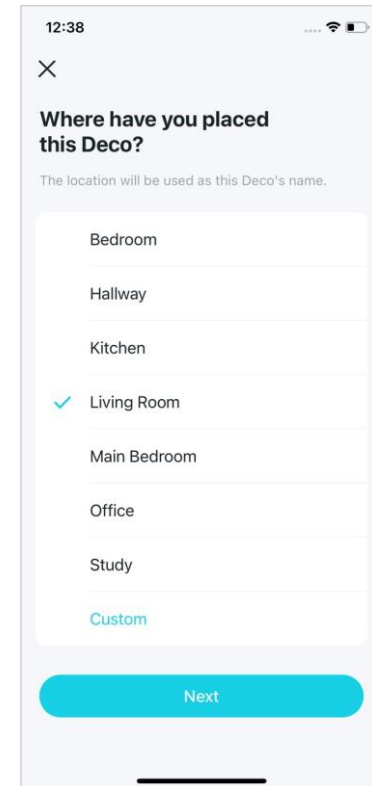 12:38
Where have you placed
this Deco?
The location will be used as this Deco's name.
Bedroom
Hallway
Kitchen
Living Room
Main Bedroom
Office
Study
Custom
Next